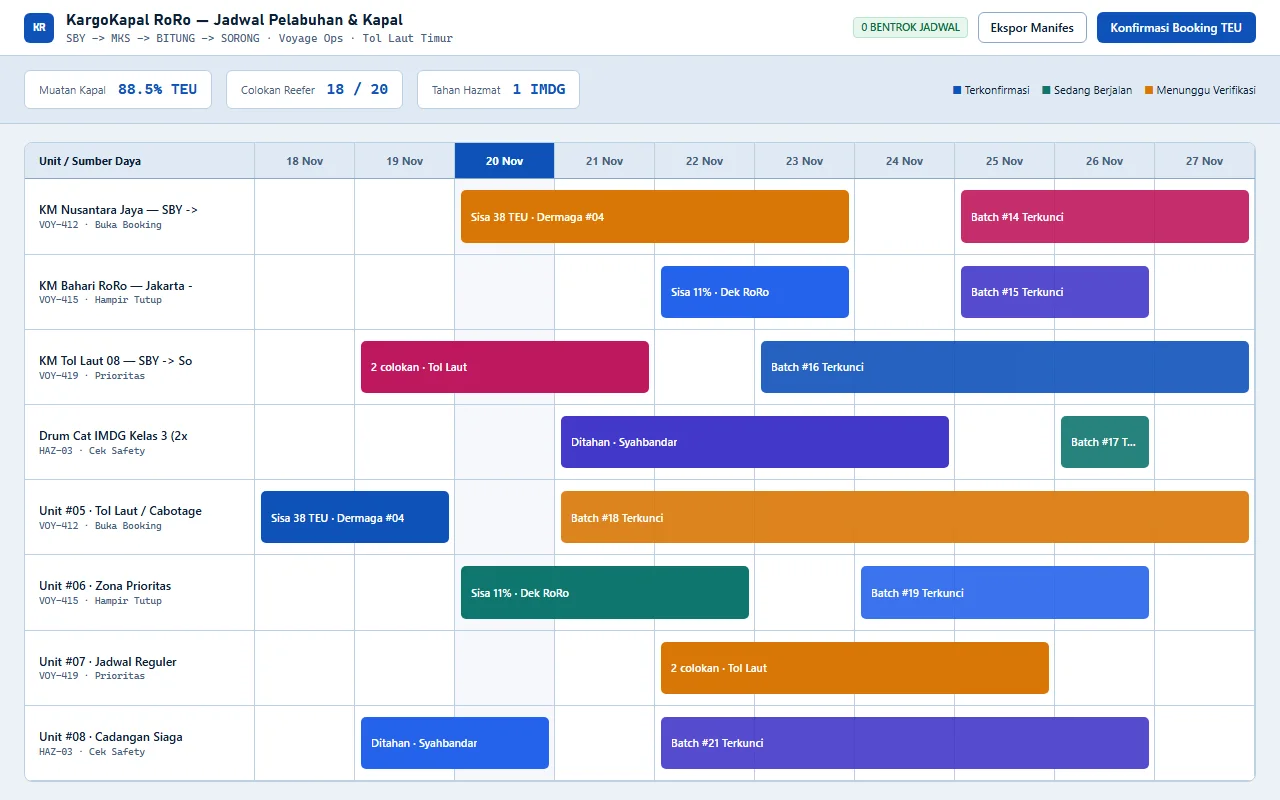 KR
KargoKapal RoRo — Jadwal Pelabuhan & Kapal
SBY -> MKS -> BITUNG -> SORONG · Voyage Ops · Tol Laut Timur
0 BENTROK JADWAL
Ekspor Manifes
Konfirmasi Booking TEU
Muatan Kapal 88.5% TEU
Colokan Reefer 18 / 20
Tahan Hazmat 1 IMDG
Terkonfirmasi
Sedang Berjalan
Menunggu Verifikasi
Unit / Sumber Daya
18 Nov
19 Nov
20 Nov
21 Nov
22 Nov
23 Nov
24 Nov
25 Nov
26 Nov
27 Nov
KM Nusantara Jaya — SBY ->
VOY-412 · Buka Booking
Sisa 38 TEU · Dermaga #04
Batch #14 Terkunci
KM Bahari RoRo — Jakarta -
VOY-415 · Hampir Tutup
Sisa 11% · Dek RoRo
Batch #15 Terkunci
KM Tol Laut 08 — SBY -> So
VOY-419 · Prioritas
2 colokan · Tol Laut
Batch #16 Terkunci
Drum Cat IMDG Kelas 3 (2x
HAZ-03 · Cek Safety
Ditahan · Syahbandar
Batch #17 T...
Unit #05 · Tol Laut / Cabotage
VOY-412 · Buka Booking
Sisa 38 TEU · Dermaga #04
Batch #18 Terkunci
Unit #06 · Zona Prioritas
VOY-415 · Hampir Tutup
Sisa 11% · Dek RoRo
Batch #19 Terkunci
Unit #07 · Jadwal Reguler
VOY-419 · Prioritas
2 colokan · Tol Laut
Unit #08 · Cadangan Siaga
HAZ-03 · Cek Safety
Ditahan · Syahbandar
Batch #21 Terkunci